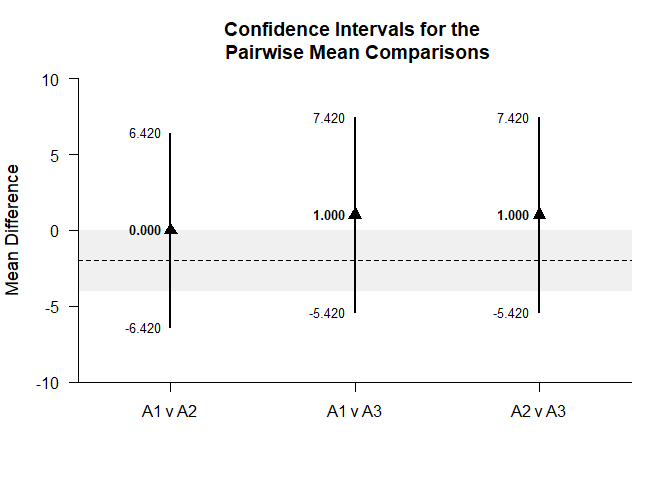 Confidence Intervals for the
Pairwise Mean Comparisons
Mean Difference
10
5
0
-5
-10
6.420
0.000
-6.420
7.420
1.000
-5.420
7.420
1.000
-5.420
A1 v A2
A1 v A3
A2 v A3